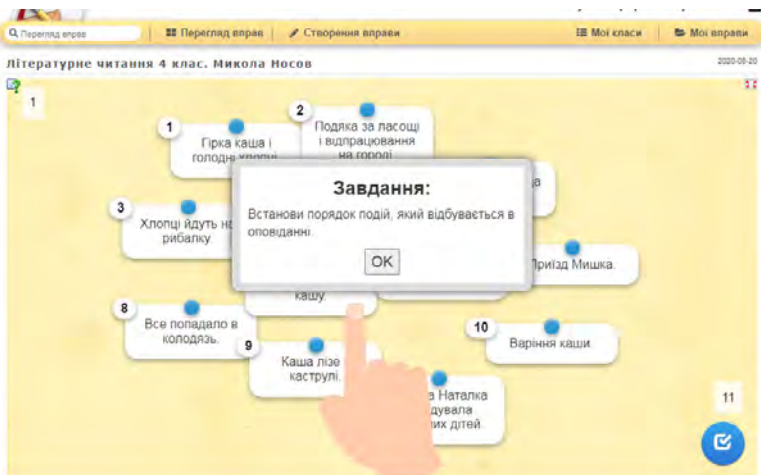 Перегляд вправ
Перегляд вправ
Створення вправи
Мої класи
Мої вправи
Літературне читання 4 клас. Микола Носов
2020-08-20
1
1
Гірка каша і
голодні хлопці
2
Подяка за ласощі
і відпрацювання
на городі
Завдання:
Встанови порядок подій, який відбувається в
оповіданні.
OK
3
Хлопці йдуть на
рибалку.
Приїзд Мишка.
кашу.
8
Все попадало в
колодязь.
9
Каша лізе
каструлі.
10
Варіння каши
Наталка
дітей.
11